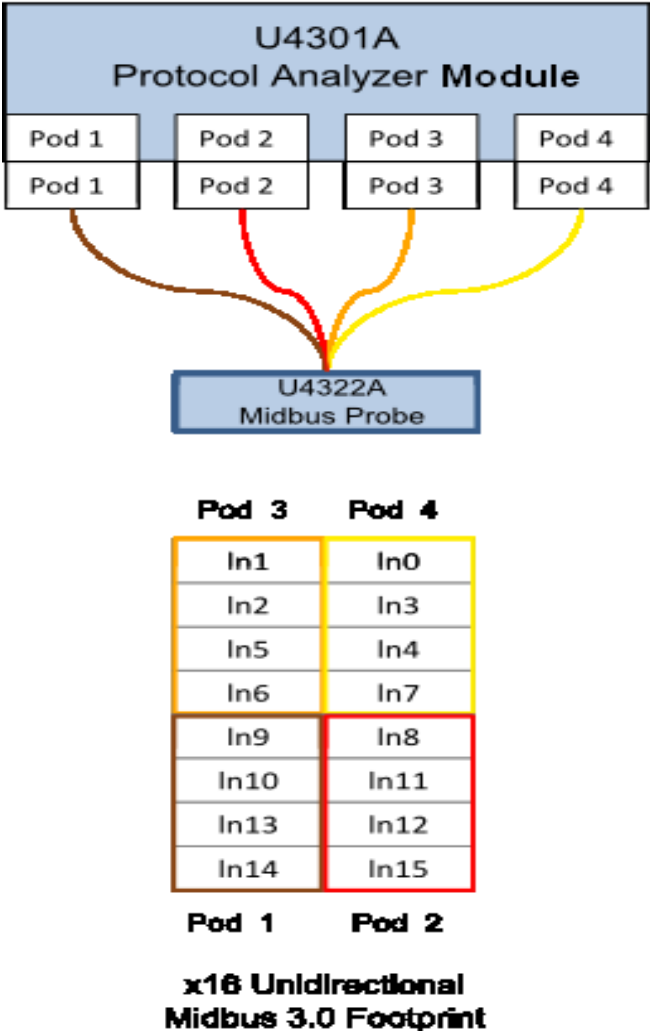 U4301A
Protocol Analyzer Module
Pod 1 Pod 2 Pod 3 Pod 4
Pod 1 Pod 2 Pod 3 Pod 4
U4322A
Midbus Probe
Pod 3 Pod 4
ln1 ln0
ln2 ln3
ln5 ln4
ln6 ln7
ln9 ln8
ln10 ln11
ln13 ln12
ln14 ln15
Pod 1 Pod 2
x16 Unidirectional
Midbus 3.0 Footprint